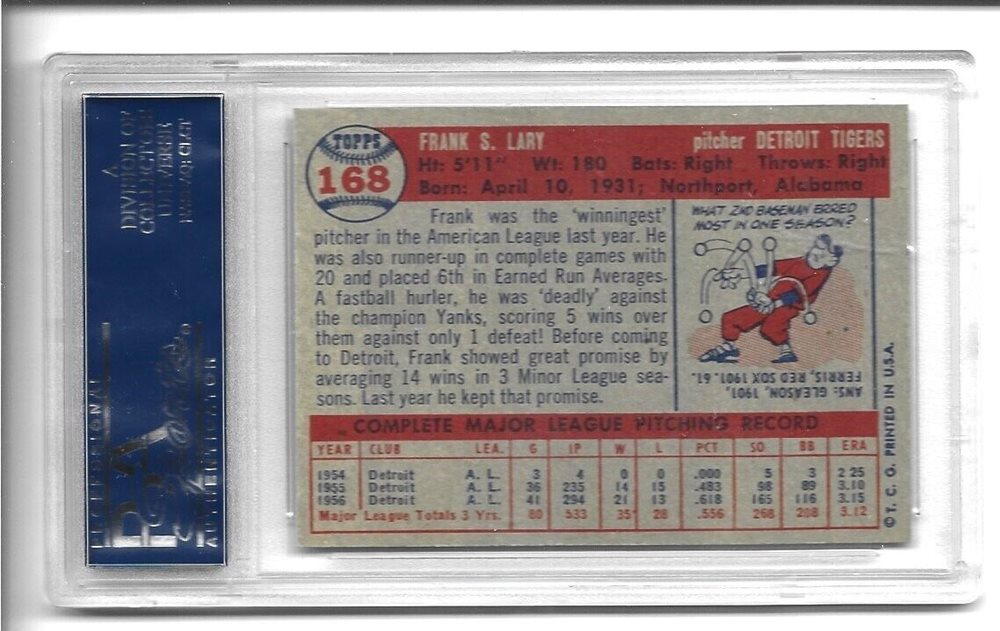 A
DIVISION OF
COLLECTORS
UNIVERSE
NASDAQ: CLCT
PROFESSIONAL
PSA
AUTHENTICATOR
TOPPS
168
FRANK S. LARY
pitcher DETROIT TIGERS
Ht: 5'11" Wt: 180 Bats: Right Throws: Right
Born: April 10, 1931; Northport, Alabama
Frank was the 'winningest'
pitcher in the American League last year. He
was also runner-up in complete games with
20 and placed 6th in Earned Run Averages.
A fastball hurler, he was 'deadly' against
the champion Yanks, scoring 5 wins over
them against only 1 defeat! Before coming
to Detroit, Frank showed great promise by
averaging 14 wins in 3 Minor League sea-
sons. Last year he kept that promise.
WHAT 2ND BASEMAN ERRED
MOST IN ONE SEASON?
ANS: GLEASON, 1901,
FERRIS, RED SOX 1901 61.
COMPLETE MAJOR LEAGUE PITCHING RECORD
YEAR CLUB LEA. G IP W L PCT SO BB ERA
1954 Detroit A. L. 3 4 0 0 .000 5 3 2.25
1955 Detroit A. L. 36 235 14 15 .483 98 89 3.10
1956 Detroit A. L. 41 294 21 13 .618 165 116 3.15
Major League Totals 3 Yrs. 80 533 35 28 .556 268 208 3.12
© T. C. G. PRINTED IN U.S.A.